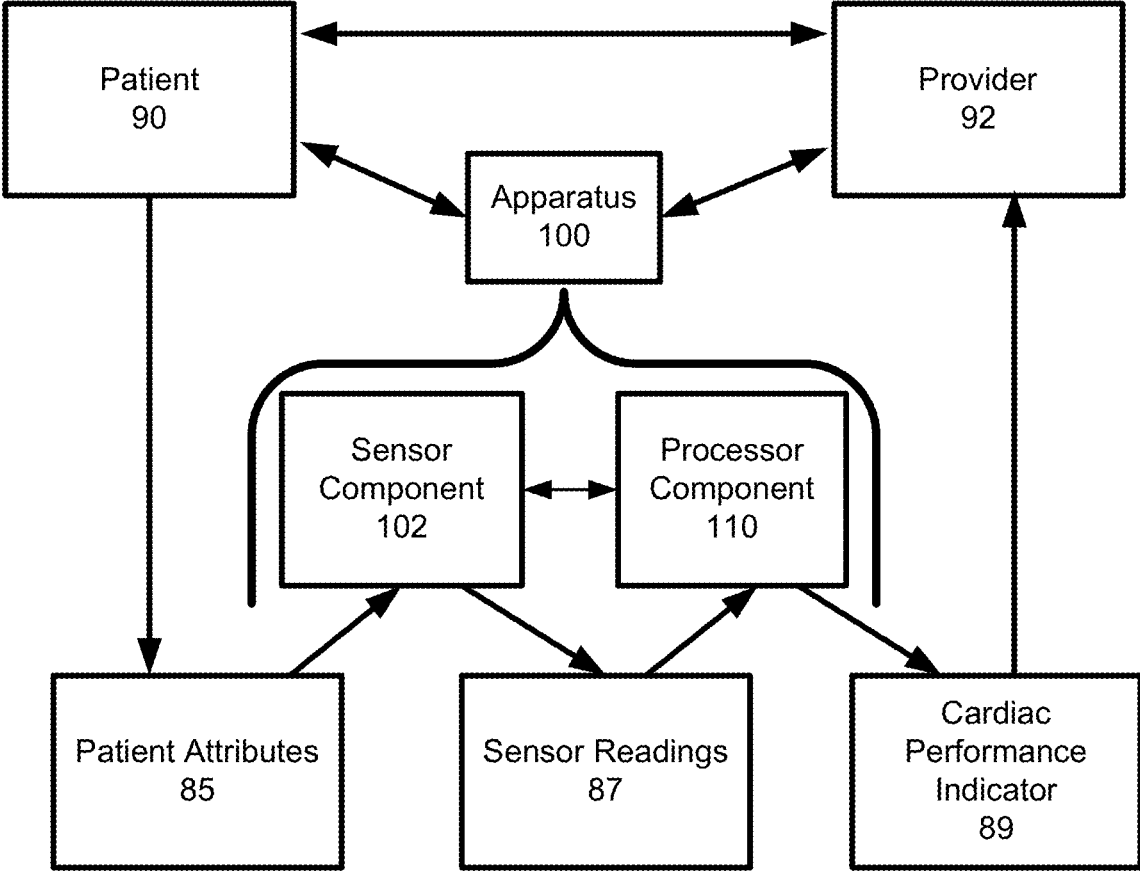 Patient
90
Provider
92
Apparatus
100
Sensor
Component
102
Processor
Component
110
Patient Attributes
85
Sensor Readings
87
Cardiac
Performance
Indicator
89